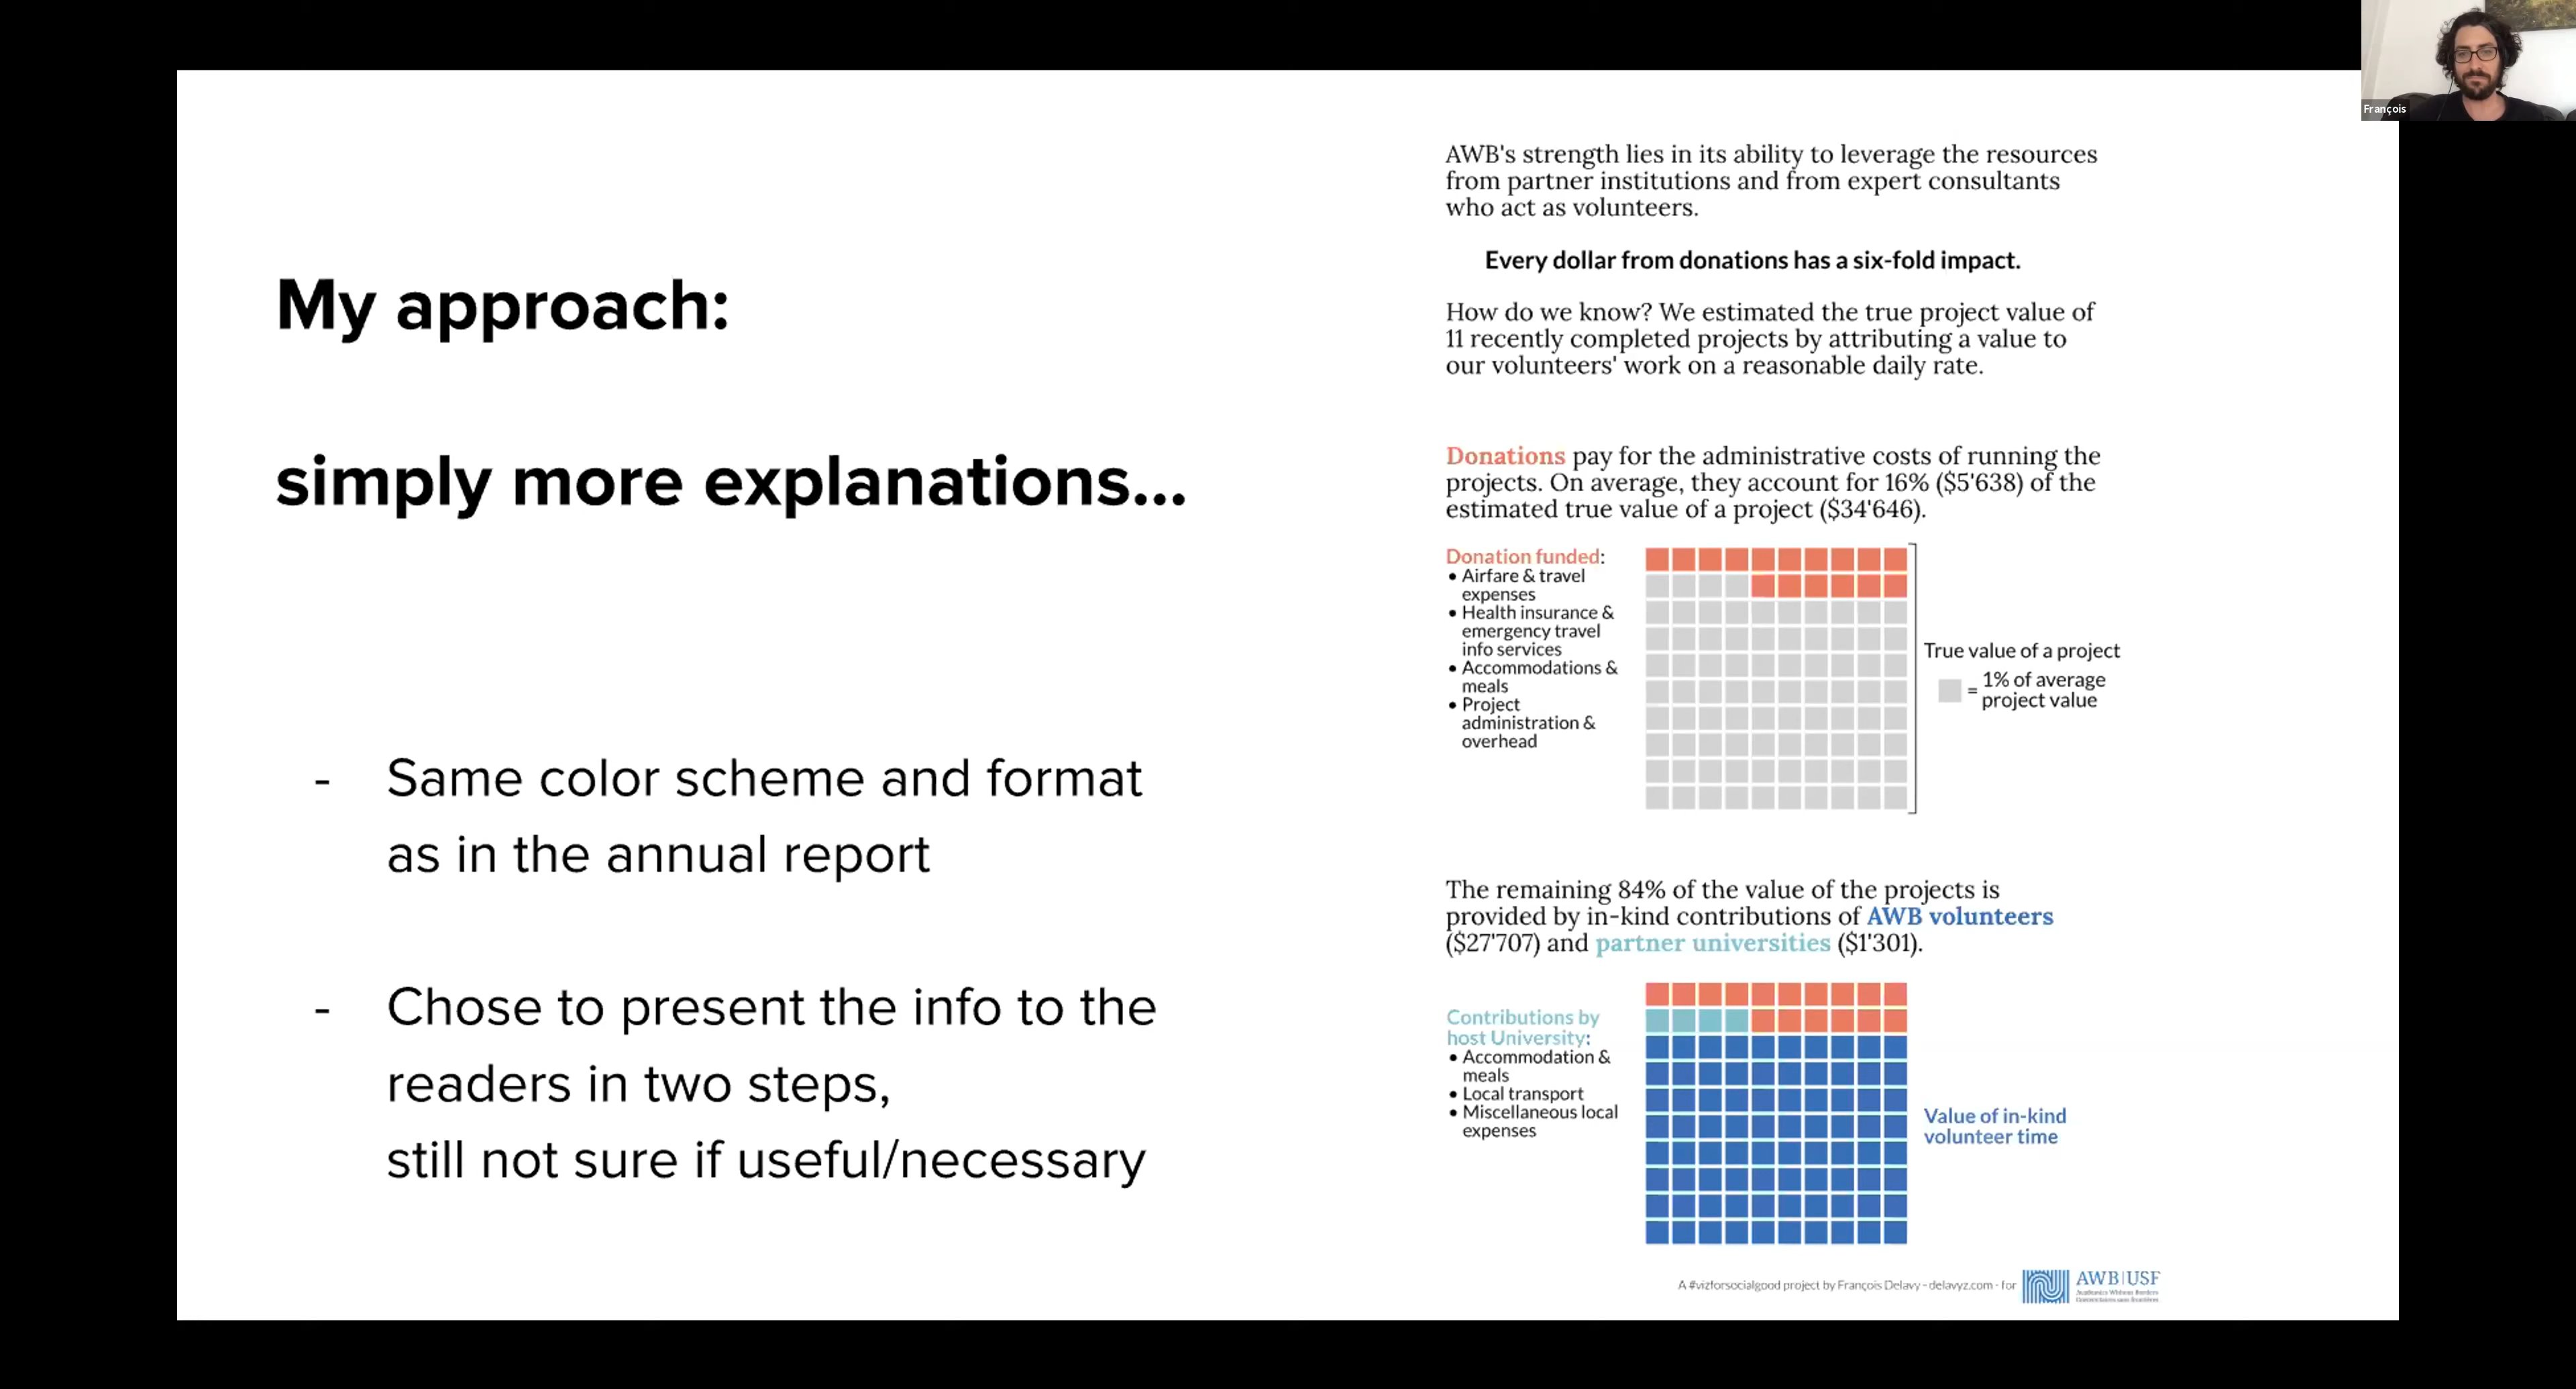 François
My approach:
simply more explanations...
- Same color scheme and format
as in the annual report
- Chose to present the info to the
readers in two steps,
still not sure if useful/necessary
AWB's strength lies in its ability to leverage the resources
from partner institutions and from expert consultants
who act as volunteers.
Every dollar from donations has a six-fold impact.
How do we know? We estimated the true project value of
11 recently completed projects by attributing a value to
our volunteers' work on a reasonable daily rate.
Donations pay for the administrative costs of running the
projects. On average, they account for 16% ($5'638) of the
estimated true value of a project ($34'646).
Donation funded:
• Airfare & travel
expenses
• Health insurance &
emergency travel
info services
• Accommodations &
meals
• Project
administration &
overhead
True value of a project
= 1% of average
project value
The remaining 84% of the value of the projects is
provided by in-kind contributions of AWB volunteers
($27'707) and partner universities ($1'301).
Contributions by
host University:
• Accommodation &
meals
• Local transport
• Miscellaneous local
expenses
Value of in-kind
volunteer time
A #vizforsocialgood project by François Delavy - delavyz.com - for
AWB|USF
Academics Without Borders